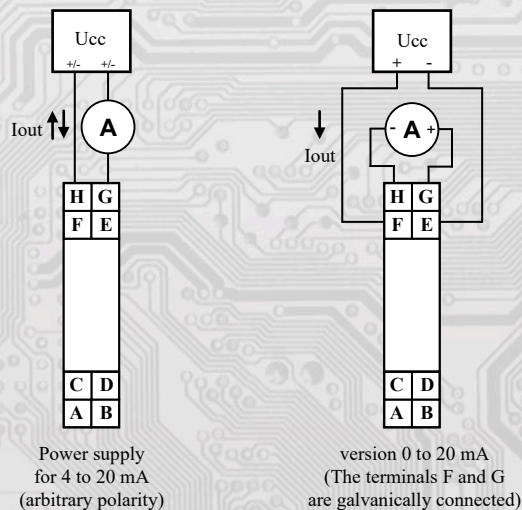 Ucc
+/- +/-
Iout
A
H G
F E
C D
A B
Power supply
for 4 to 20 mA
(arbitrary polarity)
Ucc
+ -
- A +
Iout
H G
F E
C D
A B
version 0 to 20 mA
(The terminals F and G
are galvanically connected)